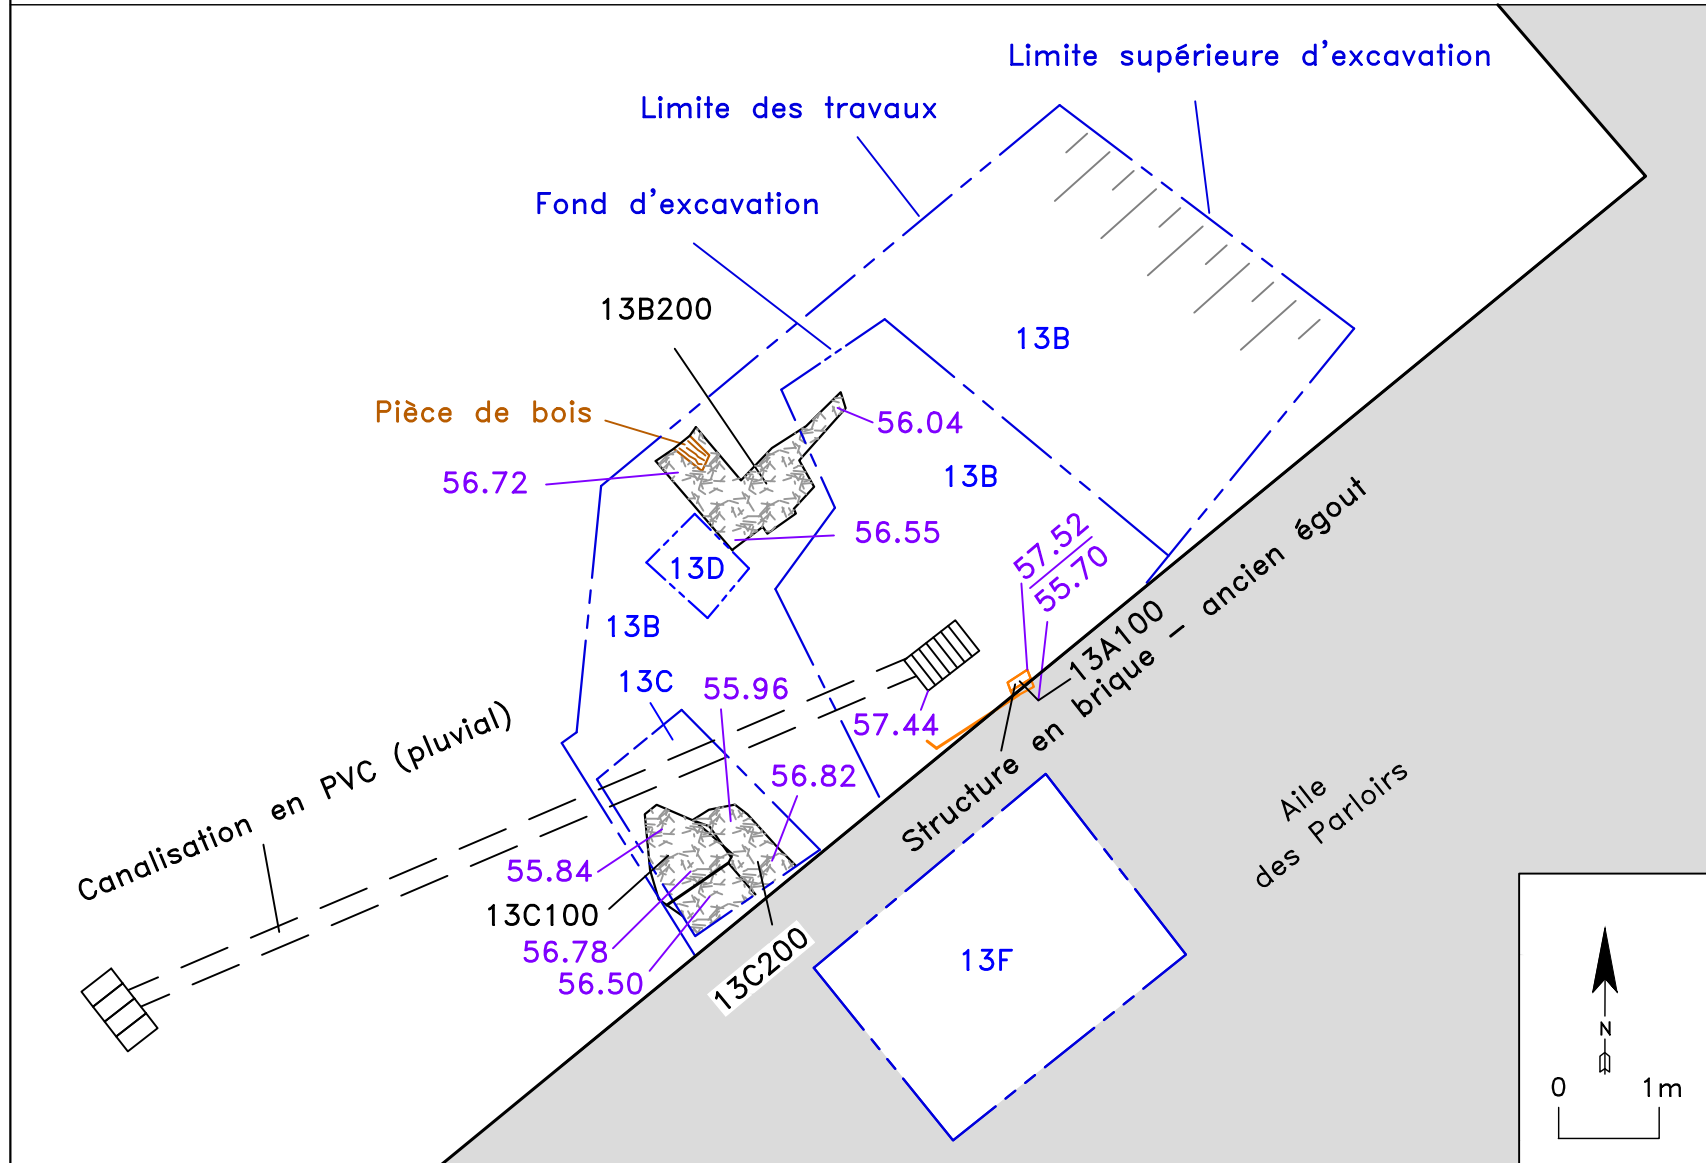 Limite supérieure d'excavation
Limite des travaux
Fond d'excavation
13B200
13B
Pièce de bois
56.04
56.72
13B
56.55
57.52
55.70
13D
13A100
13B
13C
55.96
57.44
Canalisation en PVC (pluvial)
56.82
Structure en brique – ancien égout
Aile
des Parloirs
55.84
13C100
56.78
56.50
13C200
13F
N
0 1m